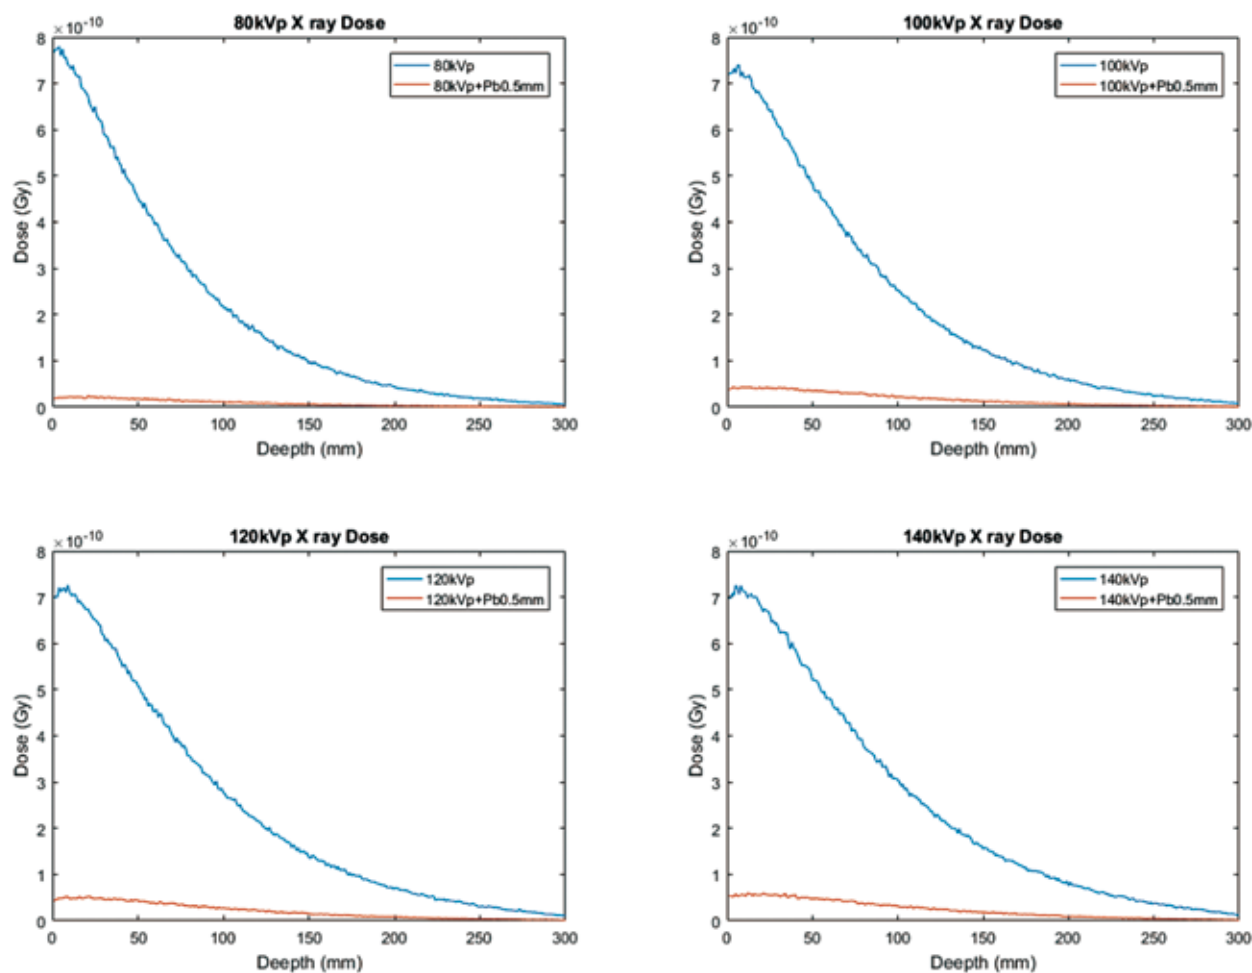 80kVp X ray Dose
×10⁻¹⁰
80kVp
80kVp+Pb0.5mm
Dose (Gy)
8
7
6
5
4
3
2
1
0
0 50 100 150 200 250 300
Deepth (mm)
100kVp X ray Dose
×10⁻¹⁰
100kVp
100kVp+Pb0.5mm
Dose (Gy)
8
7
6
5
4
3
2
1
0
0 50 100 150 200 250 300
Deepth (mm)
120kVp X ray Dose
×10⁻¹⁰
120kVp
120kVp+Pb0.5mm
Dose (Gy)
8
7
6
5
4
3
2
1
0
0 50 100 150 200 250 300
Deepth (mm)
140kVp X ray Dose
×10⁻¹⁰
140kVp
140kVp+Pb0.5mm
Dose (Gy)
8
7
6
5
4
3
2
1
0
0 50 100 150 200 250 300
Deepth (mm)